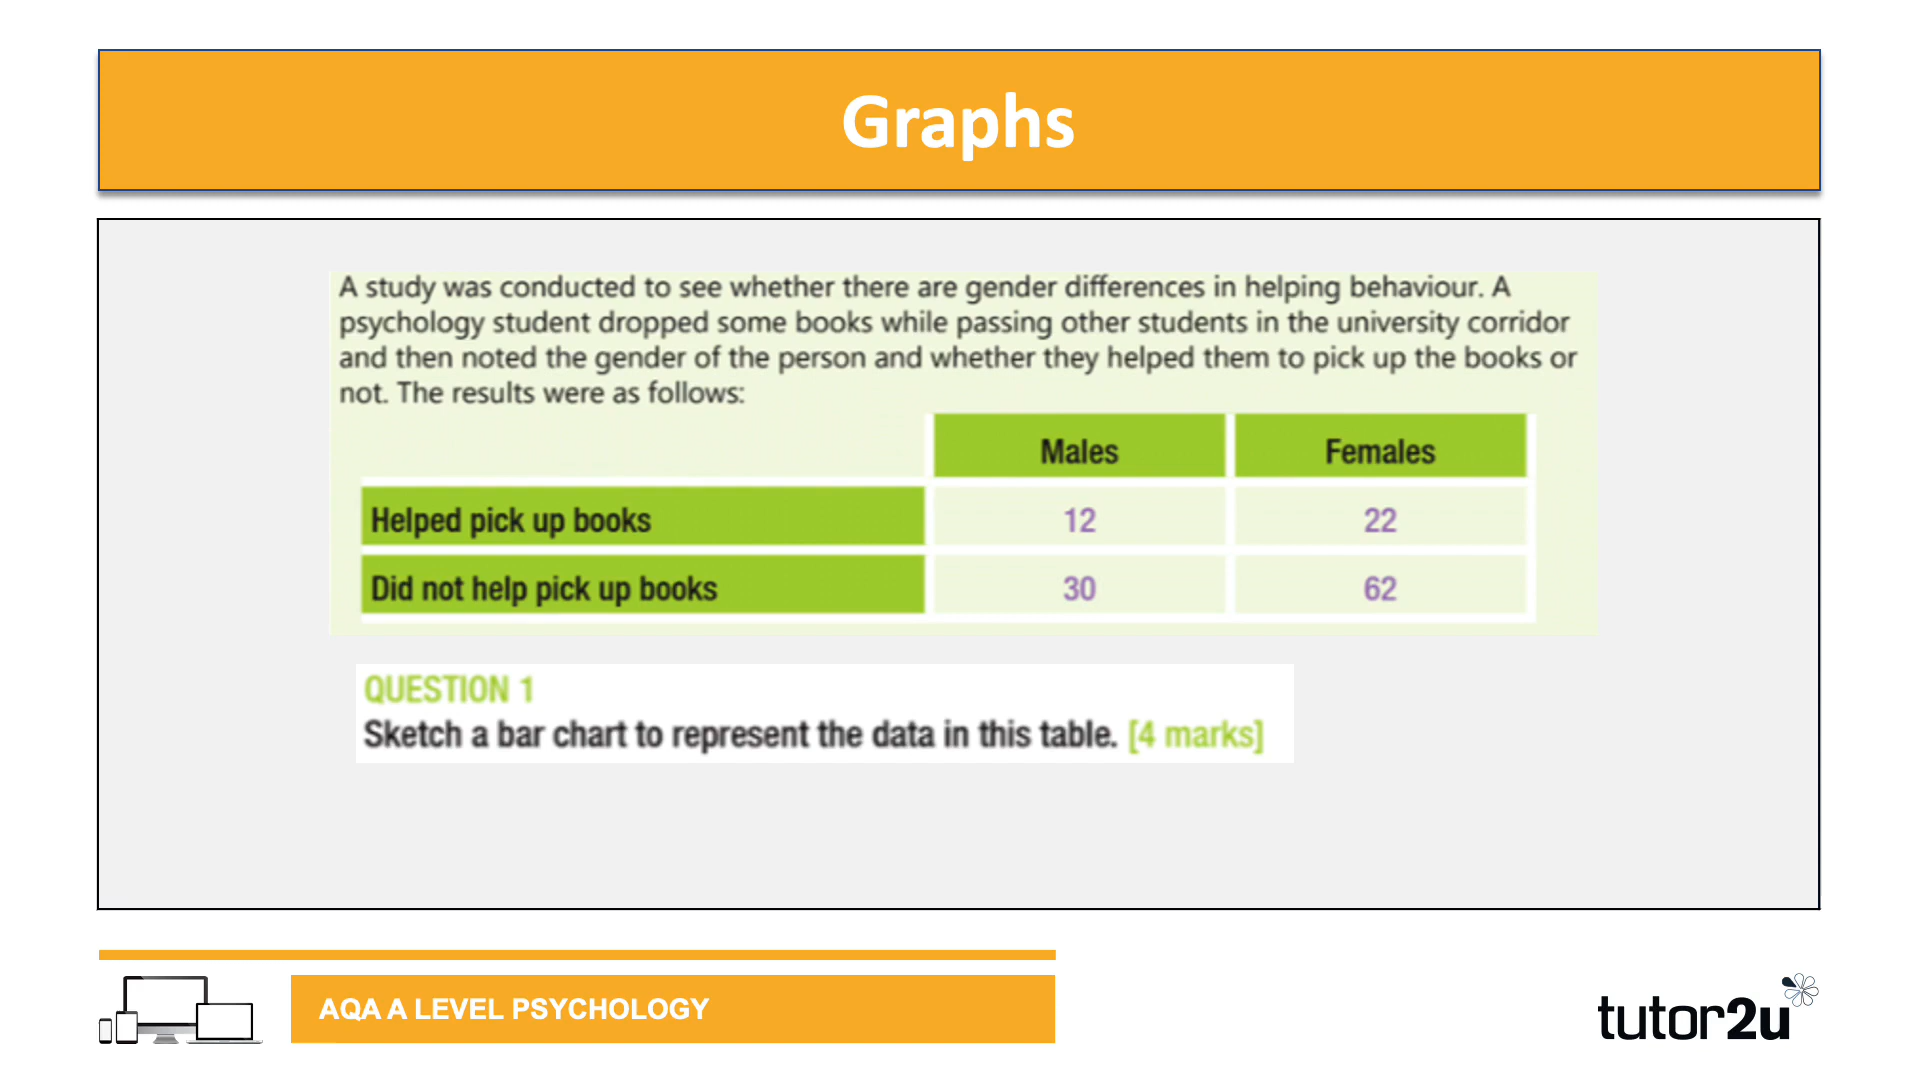 Graphs
A study was conducted to see whether there are gender differences in helping behaviour. A
psychology student dropped some books while passing other students in the university corridor
and then noted the gender of the person and whether they helped them to pick up the books or
not. The results were as follows:
Males Females
Helped pick up books 12 22
Did not help pick up books 30 62
QUESTION 1
Sketch a bar chart to represent the data in this table. [4 marks]
AQA A LEVEL PSYCHOLOGY
tutor2u